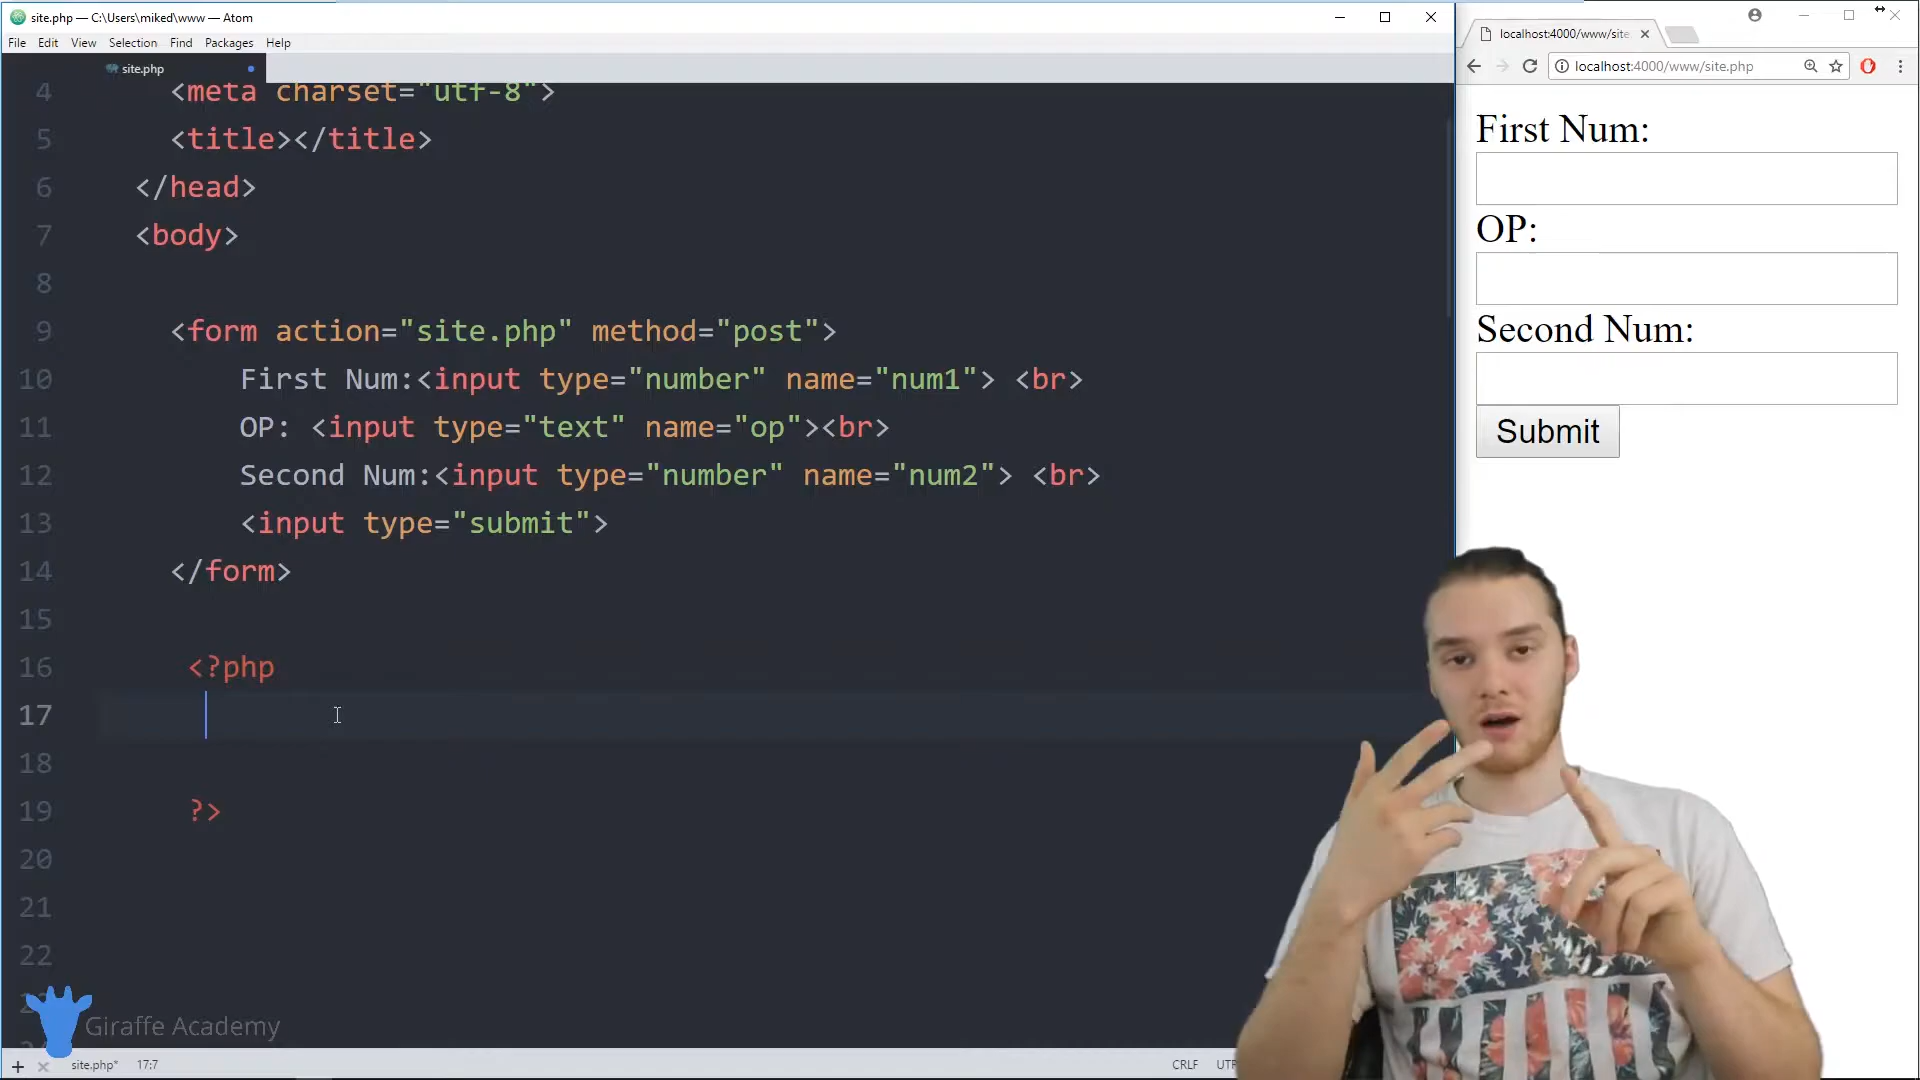 site.php — C:\Users\miked\www — Atom
File Edit View Selection Find Packages Help
site.php
4 <meta charset="utf-8">
5 <title></title>
6 </head>
7 <body>
8
9 <form action="site.php" method="post">
10 First Num:<input type="number" name="num1"> <br>
11 OP: <input type="text" name="op"><br>
12 Second Num:<input type="number" name="num2"> <br>
13 <input type="submit">
14 </form>
15
16 <?php
17
18
19 ?>
20
21
22
Giraffe Academy
site.php* 17:7
CRLF
localhost:4000/www/site
localhost:4000/www/site.php
First Num:
OP:
Second Num:
Submit